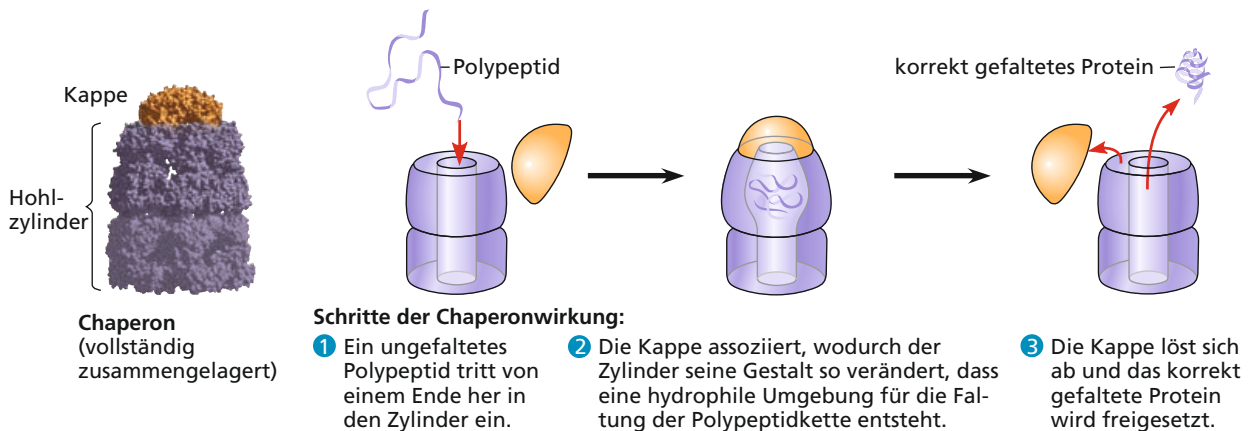 Kappe
Hohl-
zylinder
Chaperon
(vollständig
zusammengelagert)
Polypeptid
korrekt gefaltetes Protein
Schritte der Chaperonwirkung:
1 Ein ungefaltetes
Polypeptid tritt von
einem Ende her in
den Zylinder ein.
2 Die Kappe assoziiert, wodurch der
Zylinder seine Gestalt so verändert, dass
eine hydrophile Umgebung für die Fal-
tung der Polypeptidkette entsteht.
3 Die Kappe löst sich
ab und das korrekt
gefaltete Protein
wird freigesetzt.